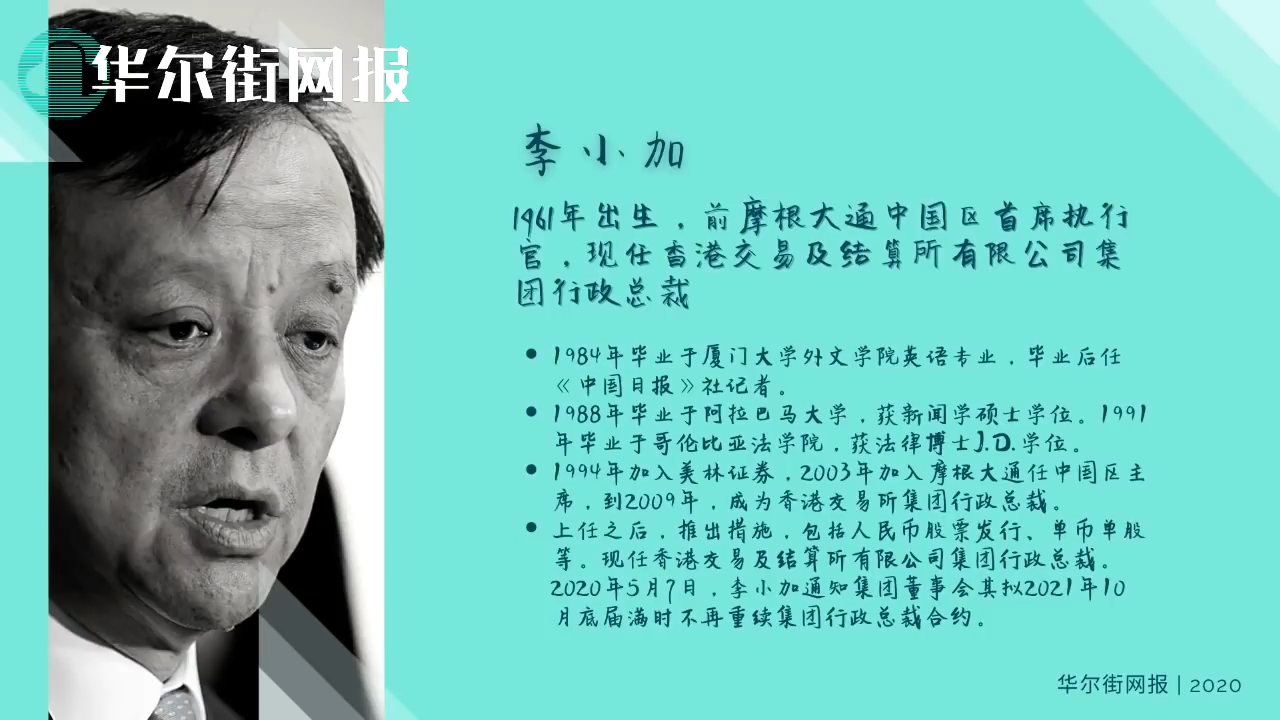 华尔街网报
李小加
1961年出生，前摩根大通中国区首席执行
官，现任香港交易及结算所有限公司集
团行政总裁
• 1984年毕业于厦门大学外文学院英语专业，毕业后任
《中国日报》社记者。
• 1988年毕业于阿拉巴马大学，获新闻学硕士学位。1991
年毕业于哥伦比亚法学院，获法律博士J.D.学位。
• 1994年加入美林证券，2003年加入摩根大通任中国区主
席，到2009年，成为香港交易所集团行政总裁。
• 上任之后，推出措施，包括人民币股票发行、单币单股
等。现任香港交易及结算所有限公司集团行政总裁。
2020年5月7日，李小加通知集团董事会其拟2021年10
月底届满时不再重续集团行政总裁合约。
华尔街网报 | 2020